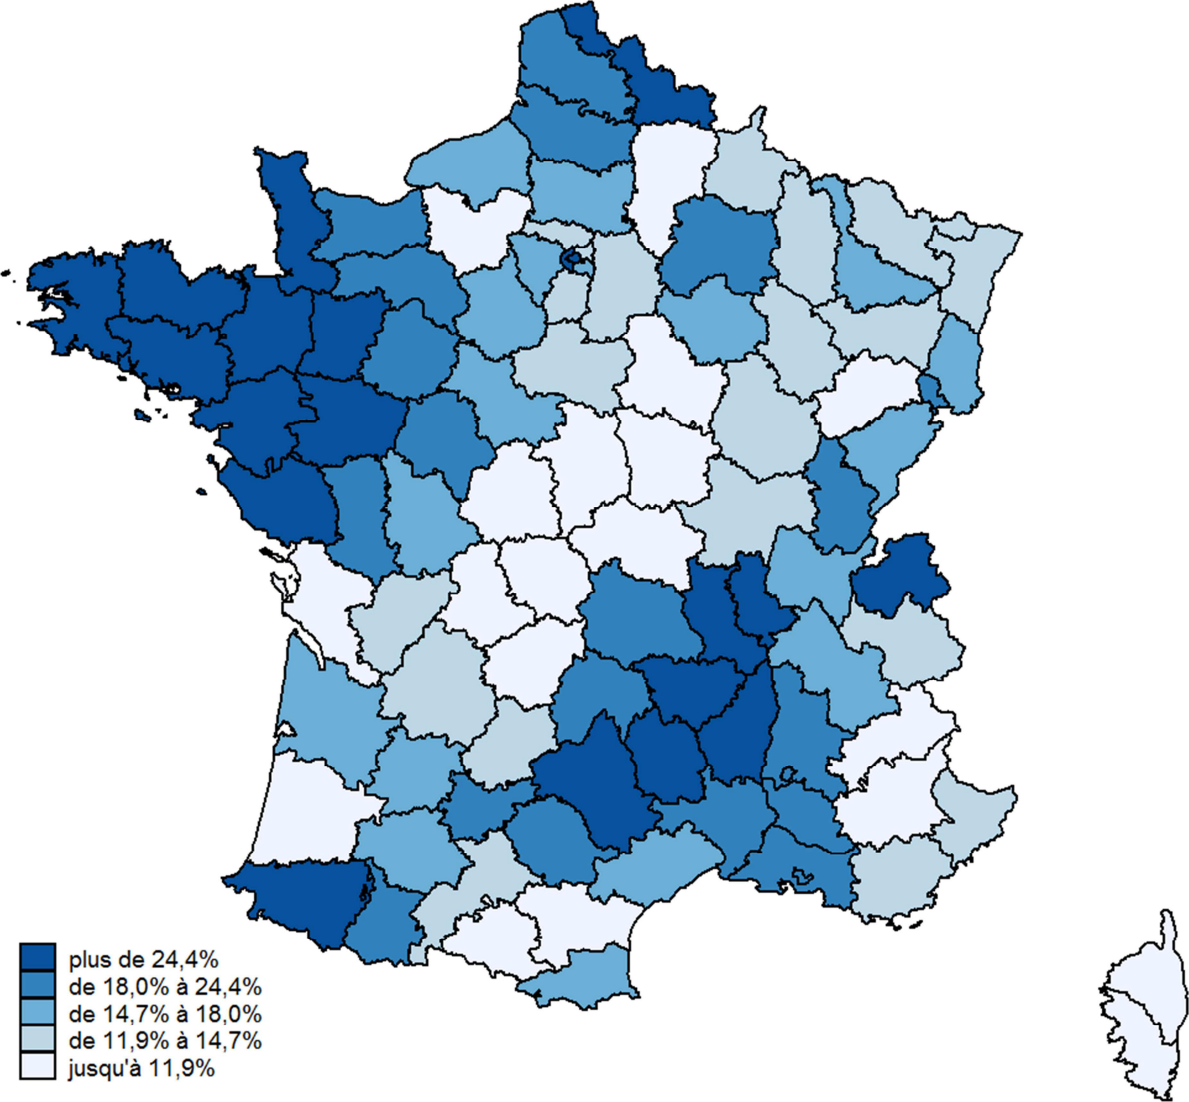 plus de 24,4%
de 18,0% à 24,4%
de 14,7% à 18,0%
de 11,9% à 14,7%
jusqu'à 11,9%